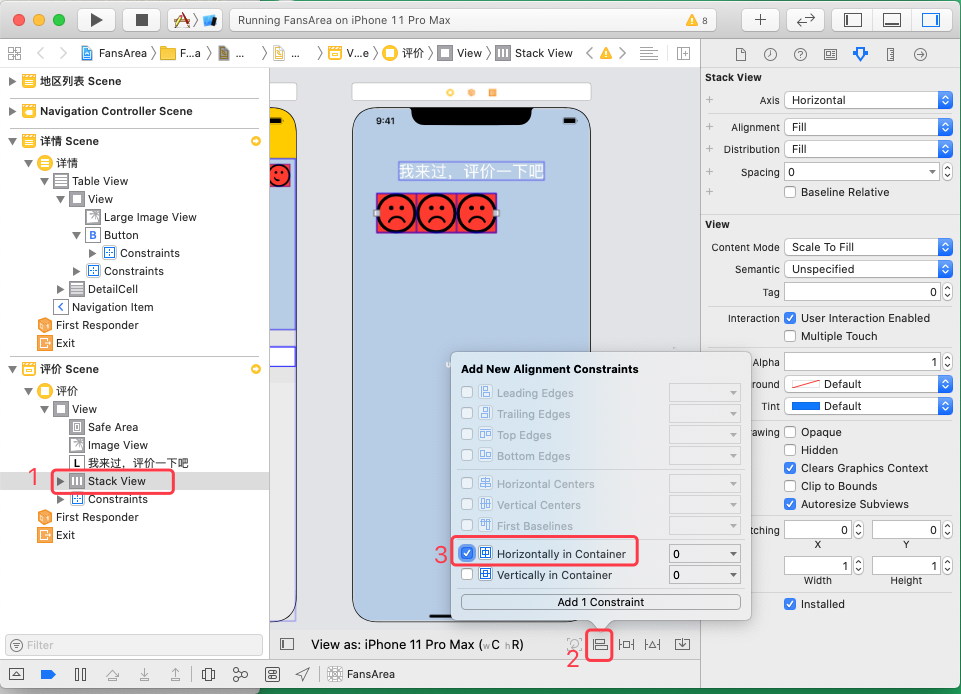 Running FansArea on iPhone 11 Pro Max
8
FansArea
F...a
...
...
V...e
评价
View
Stack View
地区列表 Scene
Navigation Controller Scene
详情 Scene
详情
Table View
View
Large Image View
B Button
Constraints
Constraints
DetailCell
Navigation Item
First Responder
Exit
评价 Scene
评价
View
Safe Area
Image View
L 我来过，评价一下吧
1
Stack View
Constraints
First Responder
Exit
Filter
9:41
我来过，评价一下吧
Add New Alignment Constraints
Leading Edges
Trailing Edges
Top Edges
Bottom Edges
Horizontal Centers
Vertical Centers
First Baselines
3
Horizontally in Container 0
Vertically in Container 0
Add 1 Constraint
View as: iPhone 11 Pro Max (wC hR)
2
FansArea
Stack View
Axis Horizontal
Alignment Fill
Distribution Fill
Spacing 0
Baseline Relative
View
Content Mode Scale To Fill
Semantic Unspecified
Tag 0
Interaction User Interaction Enabled
Multiple Touch
Alpha 1
round Default
Tint Default
awing Opaque
Hidden
Clears Graphics Context
Clip to Bounds
Autoresize Subviews
tching 0 0
X Y
1 1
Width Height
Installed